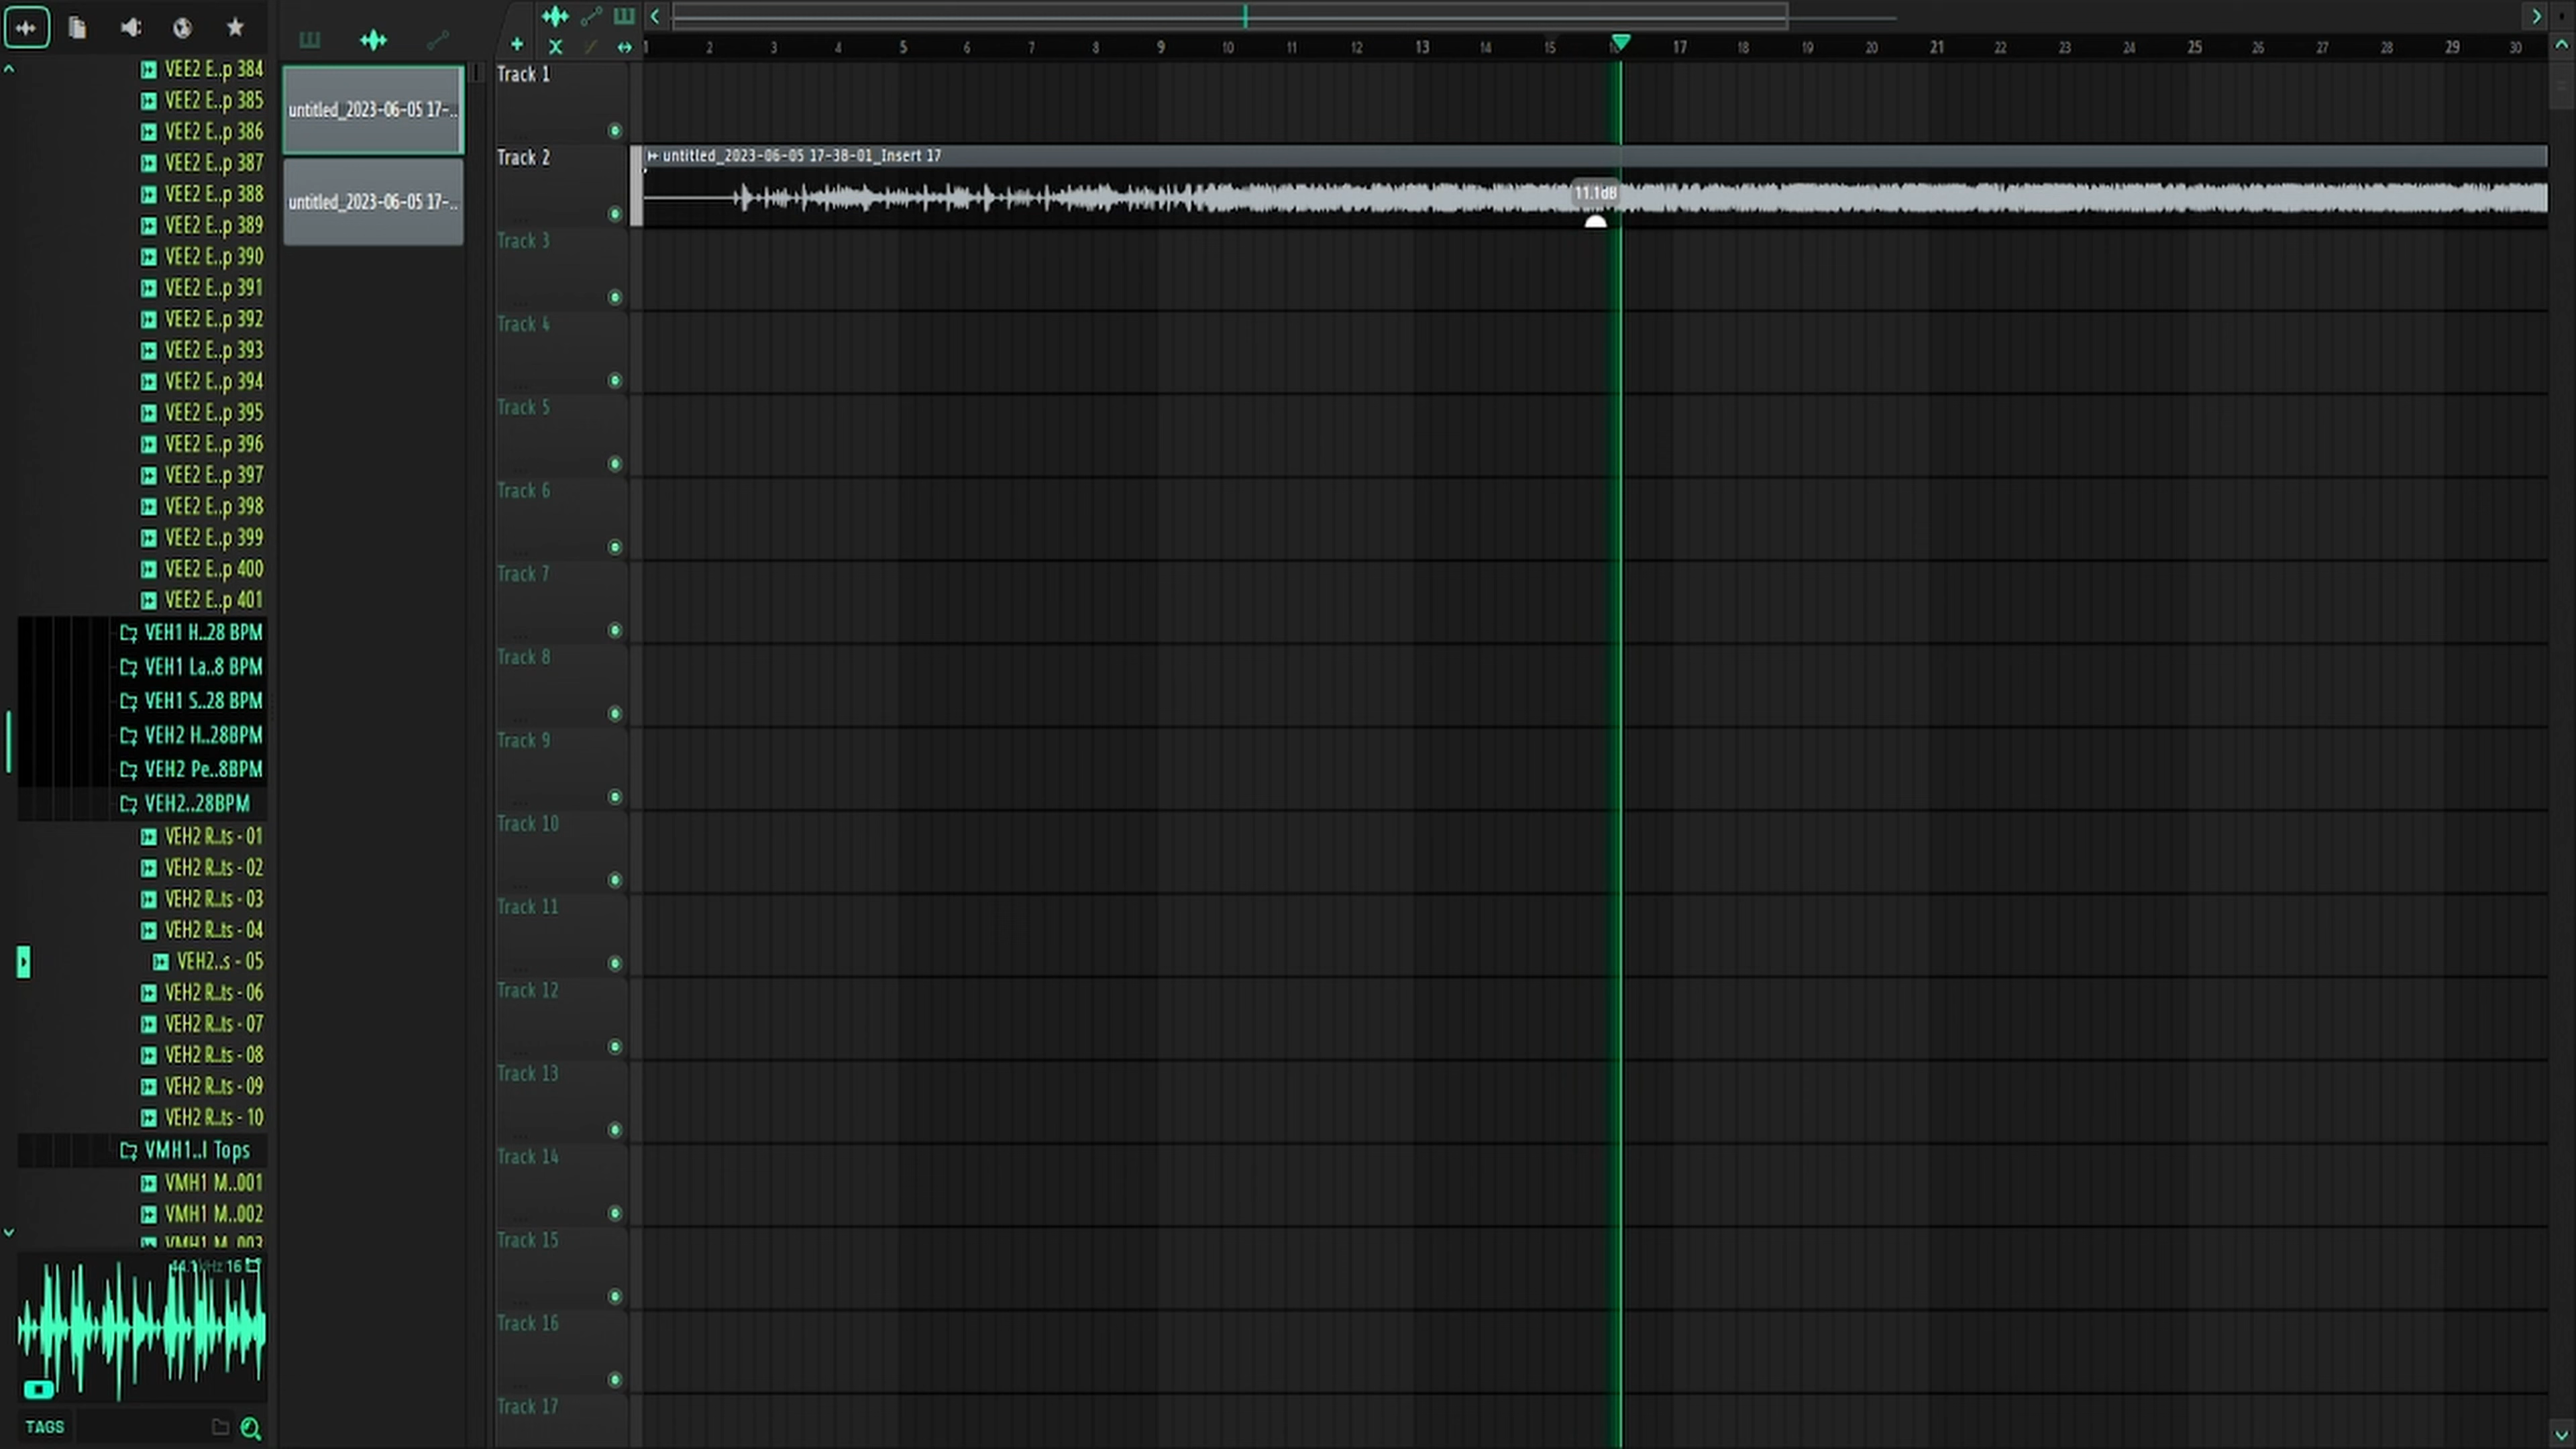 VEE2 E..p 384
VEE2 E..p 385
VEE2 E..p 386
VEE2 E..p 387
VEE2 E..p 388
VEE2 E..p 389
VEE2 E..p 390
VEE2 E..p 391
VEE2 E..p 392
VEE2 E..p 393
VEE2 E..p 394
VEE2 E..p 395
VEE2 E..p 396
VEE2 E..p 397
VEE2 E..p 398
VEE2 E..p 399
VEE2 E..p 400
VEE2 E..p 401
VEH1 H..28 BPM
VEH1 La..8 BPM
VEH1 S..28 BPM
VEH2 H..28BPM
VEH2 Pe..8BPM
VEH2..28BPM
VEH2 R..ts - 01
VEH2 R..ts - 02
VEH2 R..ts - 03
VEH2 R..ts - 04
VEH2..s - 05
VEH2 R..ts - 06
VEH2 R..ts - 07
VEH2 R..ts - 08
VEH2 R..ts - 09
VEH2 R..ts - 10
VMH1..l Tops
VMH1 M..001
VMH1 M..002
VMH1 M..003
44.1kHz 16
TAGS
untitled_2023-06-05 17-..
untitled_2023-06-05 17-..
1 2 3 4 5 6 7 8 9 10 11 12 13 14 15 16 17 18 19 20 21 22 23 24 25 26 27 28 29 30
Track 1
Track 2
untitled_2023-06-05 17-38-01_Insert 17
11.1dB
Track 3
Track 4
Track 5
Track 6
Track 7
Track 8
Track 9
Track 10
Track 11
Track 12
Track 13
Track 14
Track 15
Track 16
Track 17